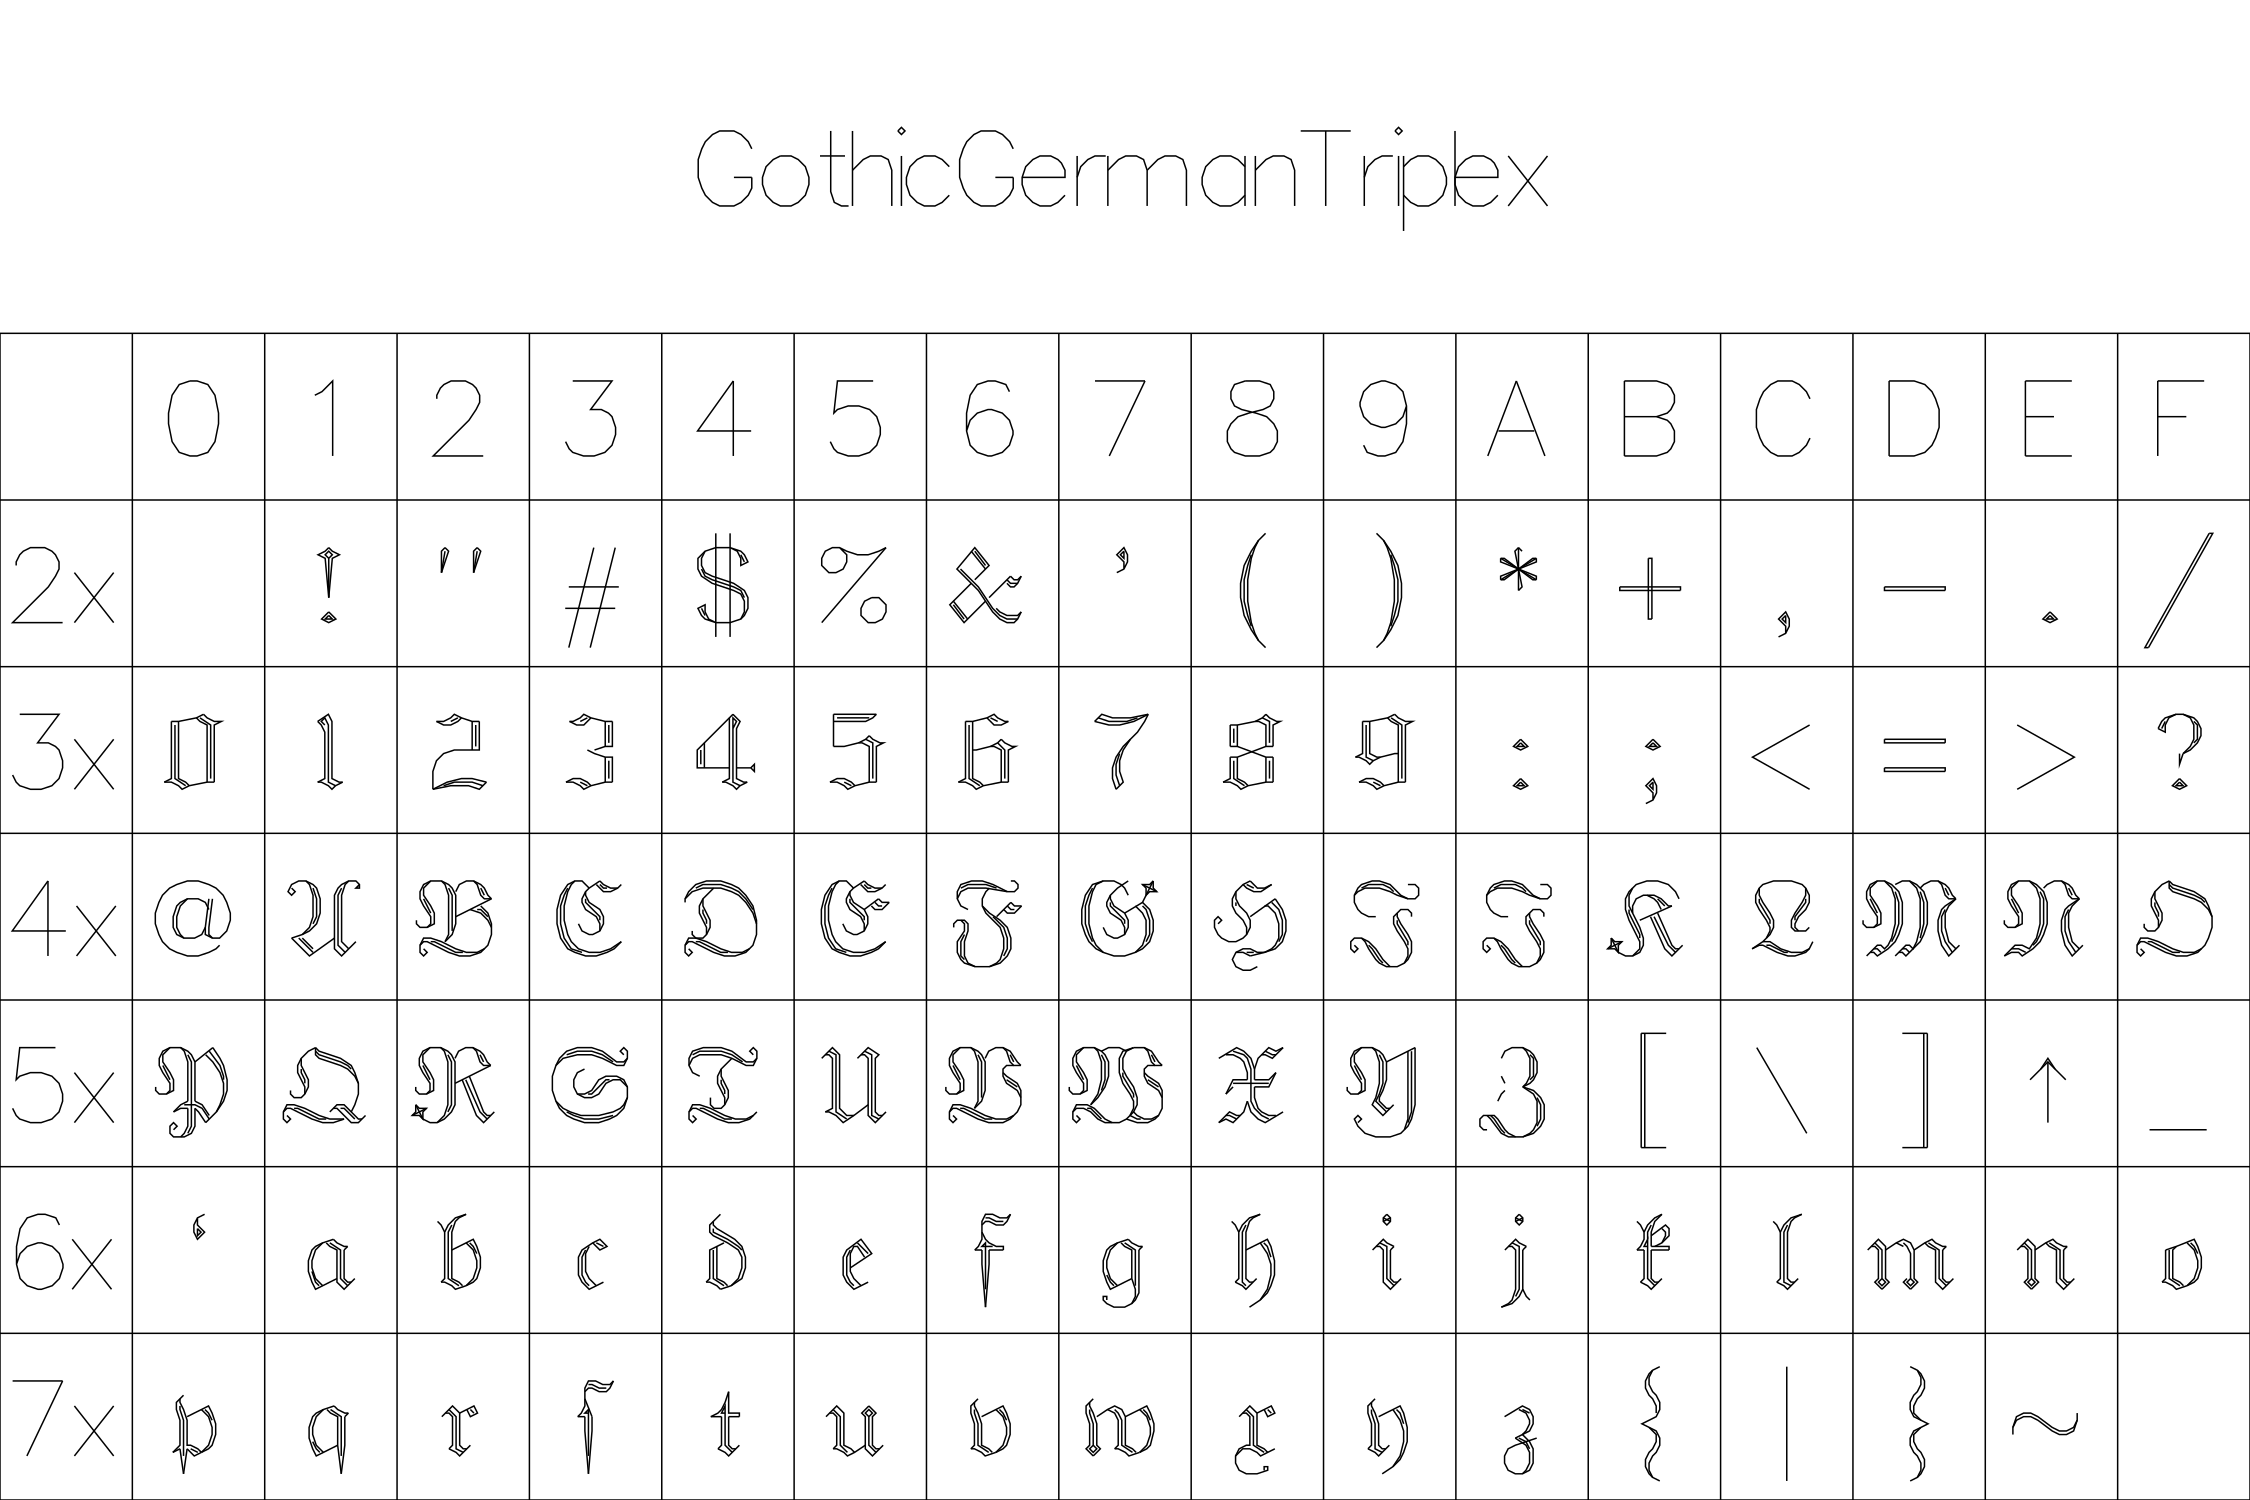 GothicGermanTriplex
0 1 2 3 4 5 6 7 8 9 A B C D E F
2x ! " # $ % & ’ ( ) * + , - . /
3x 0 1 2 3 4 5 6 7 8 9 : ; < = > ?
4x @ A B C D E F G H I J K L M N O
5x P Q R S T U V W X Y Z [ \ ] ↑ _
6x ‘ a b c d e f g h i j k l m n o
7x p q r ſ t u v w x y z { | } ~